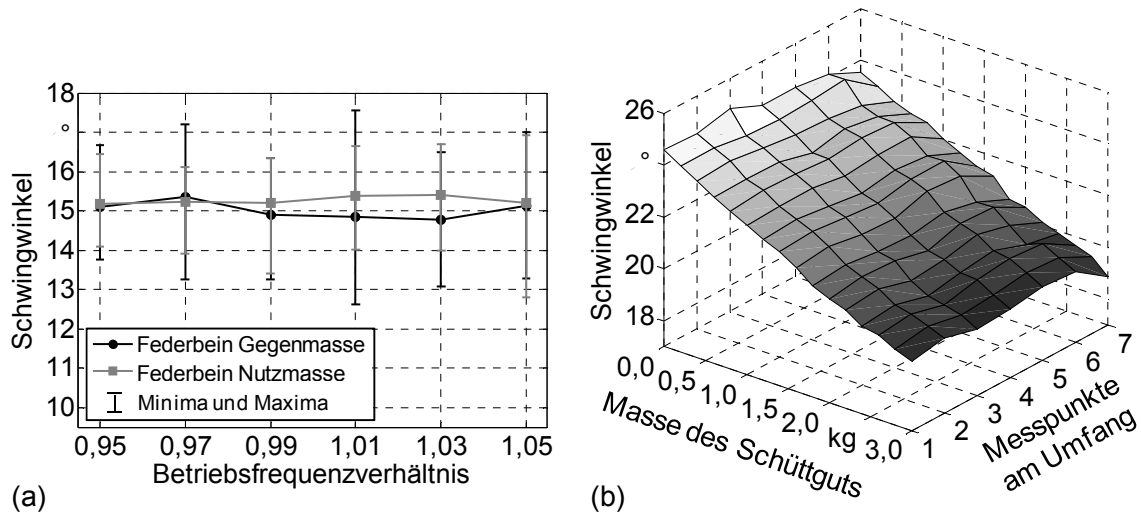 18
°
16
15
14
13
12
11
10
Schwingwinkel
Federbein Gegenmasse
Federbein Nutzmasse
Minima und Maxima
0,95
0,97
0,99
1,01
1,03
1,05
Betriebsfrequenzverhältnis
(a)
26
°
22
20
18
Schwingwinkel
0,0
0,5
1,0
1,5
2,0
kg
3,0
Masse des Schüttguts
1
2
3
4
5
6
7
Messpunkte
am Umfang
(b)